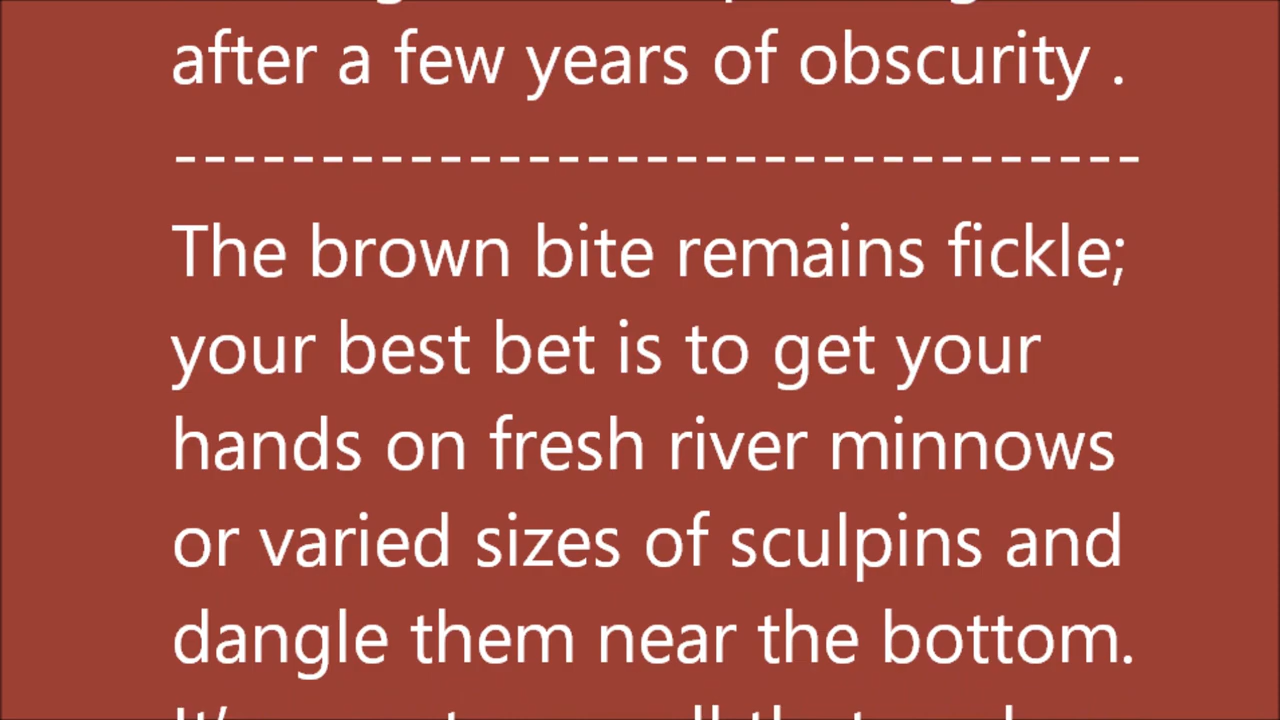 after a few years of obscurity .
---------------------------------
The brown bite remains fickle;
your best bet is to get your
hands on fresh river minnows
or varied sizes of sculpins and
dangle them near the bottom.